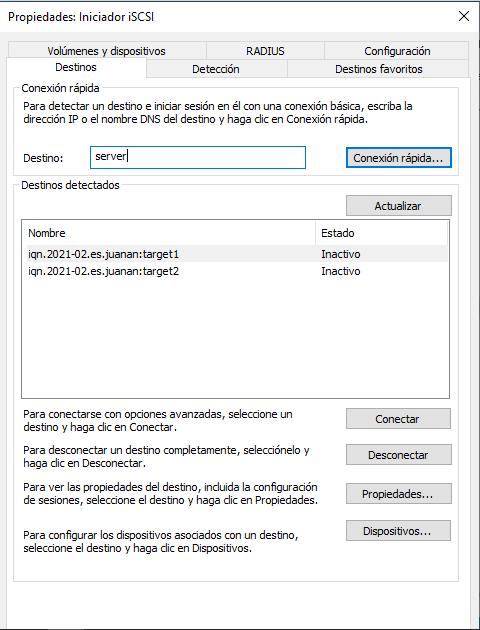 Propiedades: Iniciador iSCSI
Volúmenes y dispositivos
RADIUS
Configuración
Destinos
Detección
Destinos favoritos
Conexión rápida
Para detectar un destino e iniciar sesión en él con una conexión básica, escriba la
dirección IP o el nombre DNS del destino y haga clic en Conexión rápida.
Destino:
server
Conexión rápida...
Destinos detectados
Actualizar
Nombre
Estado
iqn.2021-02.es.juanan:target1
Inactivo
iqn.2021-02.es.juanan:target2
Inactivo
Para conectarse con opciones avanzadas, seleccione un
destino y haga clic en Conectar.
Conectar
Para desconectar un destino completamente, selecciónelo y
haga clic en Desconectar.
Desconectar
Para ver las propiedades del destino, incluida la configuración
de sesiones, seleccione el destino y haga clic en Propiedades.
Propiedades...
Para configurar los dispositivos asociados con un destino,
seleccione el destino y haga clic en Dispositivos.
Dispositivos...